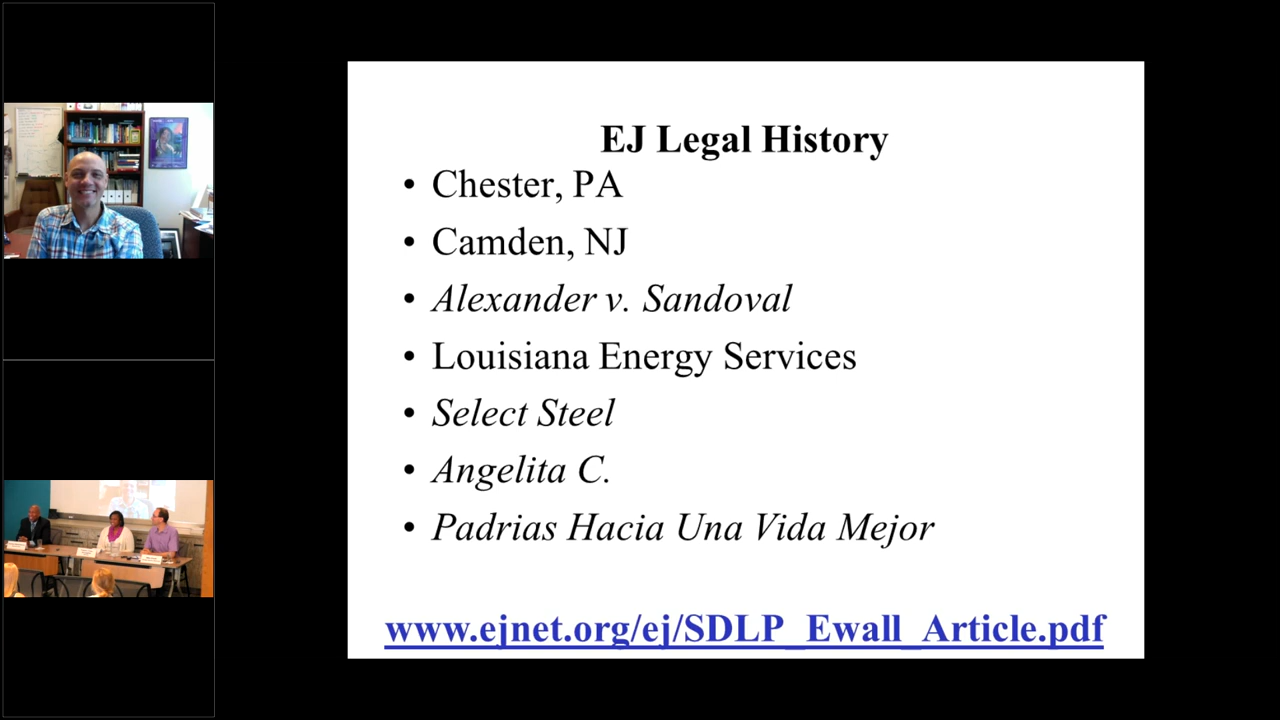 EJ Legal History
• Chester, PA
• Camden, NJ
• Alexander v. Sandoval
• Louisiana Energy Services
• Select Steel
• Angelita C.
• Padrias Hacia Una Vida Mejor
www.ejnet.org/ej/SDLP_Ewall_Article.pdf